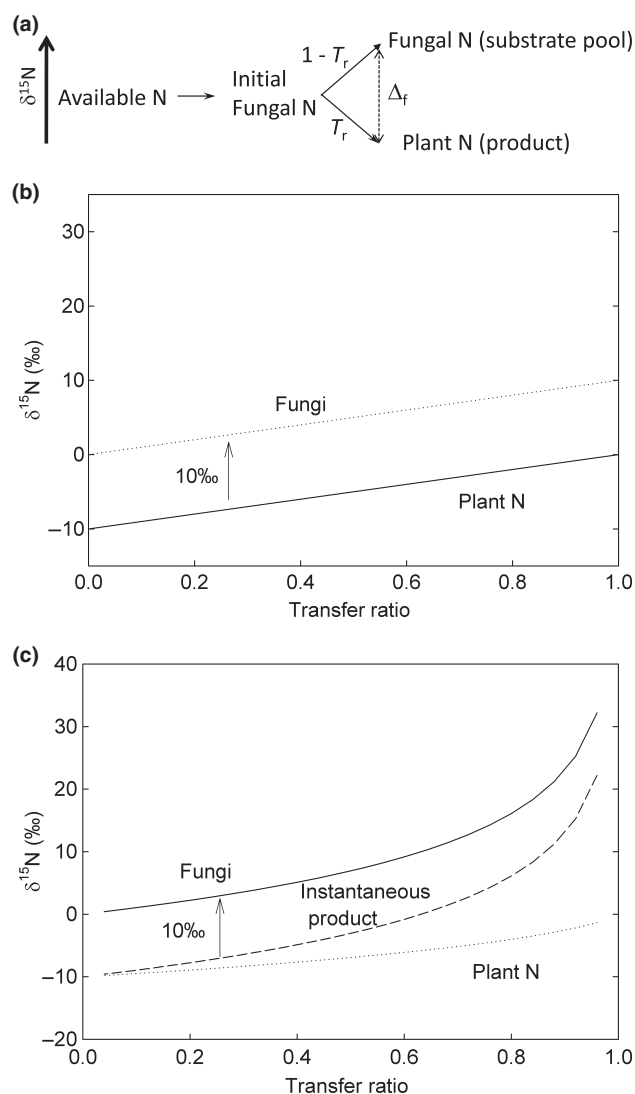 (a)
δ15N
Available N
Initial
Fungal N
1 - Tr
Tr
Fungal N (substrate pool)
Δf
Plant N (product)
(b)
30
20
10
0
–10
δ15N (‰)
Fungi
10‰
Plant N
0.0 0.2 0.4 0.6 0.8 1.0
Transfer ratio
(c)
40
30
20
10
0
–10
–20
δ15N (‰)
Fungi
Instantaneous
product
10‰
Plant N
0.0 0.2 0.4 0.6 0.8 1.0
Transfer ratio